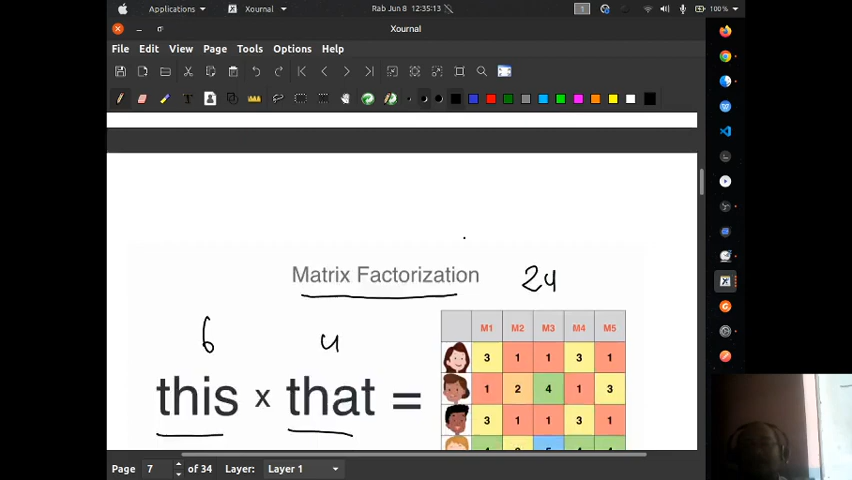 Applications Xournal Rab Jun 8 12:35:13 1 100%
Xournal
File Edit View Page Tools Options Help
T
Matrix Factorization 24
6 4
this x that =
M1 M2 M3 M4 M5
3 1 1 3 1
1 2 4 1 3
3 1 1 3 1
Page 7 of 34 Layer: Layer 1